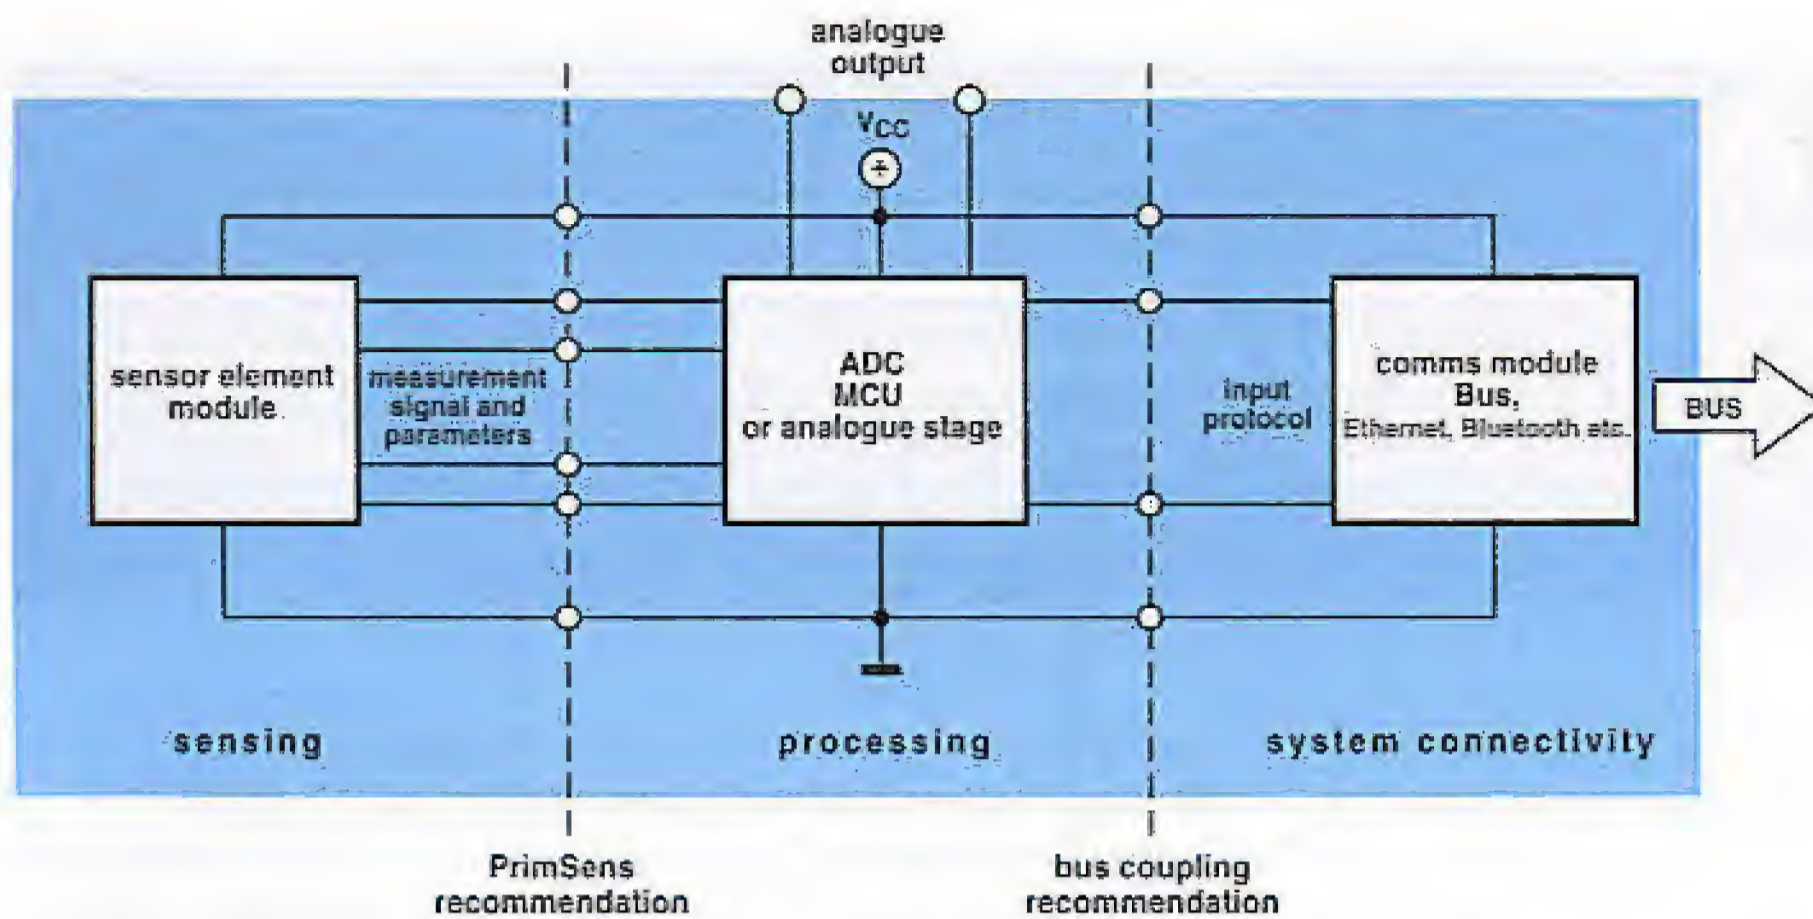 analogue
output
VCC
sensor element
module
measurement
signal and
parameters
ADC
MCU
or analogue stage
input
protocol
comms module
Bus,
Ethernet, Bluetooth etc.
BUS
sensing
processing
system connectivity
PrimSens
recommendation
bus coupling
recommendation